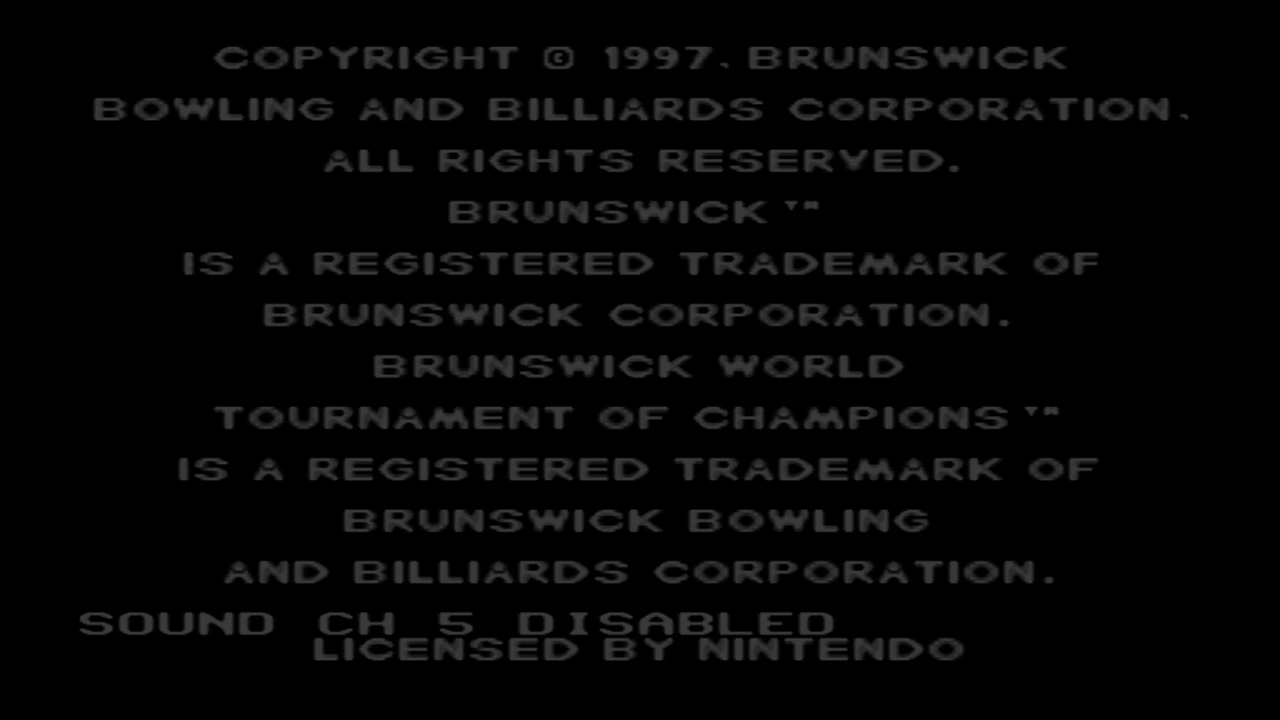 COPYRIGHT © 1997. BRUNSWICK
BOWLING AND BILLIARDS CORPORATION.
ALL RIGHTS RESERVED.
BRUNSWICK™
IS A REGISTERED TRADEMARK OF
BRUNSWICK CORPORATION.
BRUNSWICK WORLD
TOURNAMENT OF CHAMPIONS™
IS A REGISTERED TRADEMARK OF
BRUNSWICK BOWLING
AND BILLIARDS CORPORATION.
SOUND CH 5 DISABLED
LICENSED BY NINTENDO